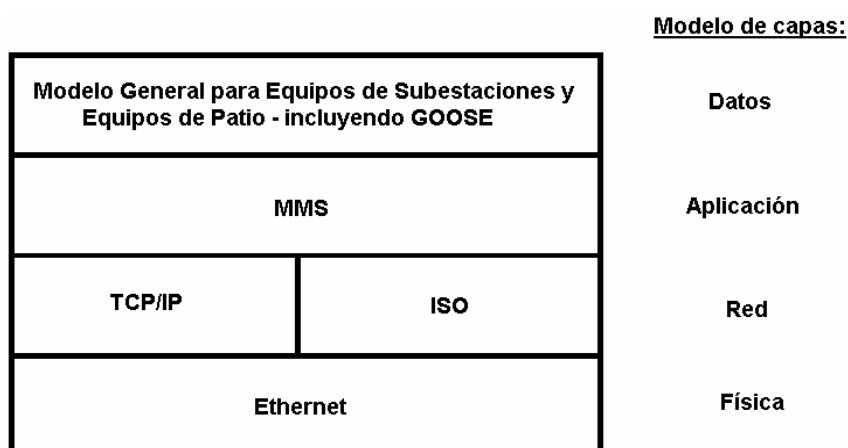 Modelo de capas:
Modelo General para Equipos de Subestaciones y
Equipos de Patio - incluyendo GOOSE
Datos
MMS
Aplicación
TCP/IP
ISO
Red
Ethernet
Física